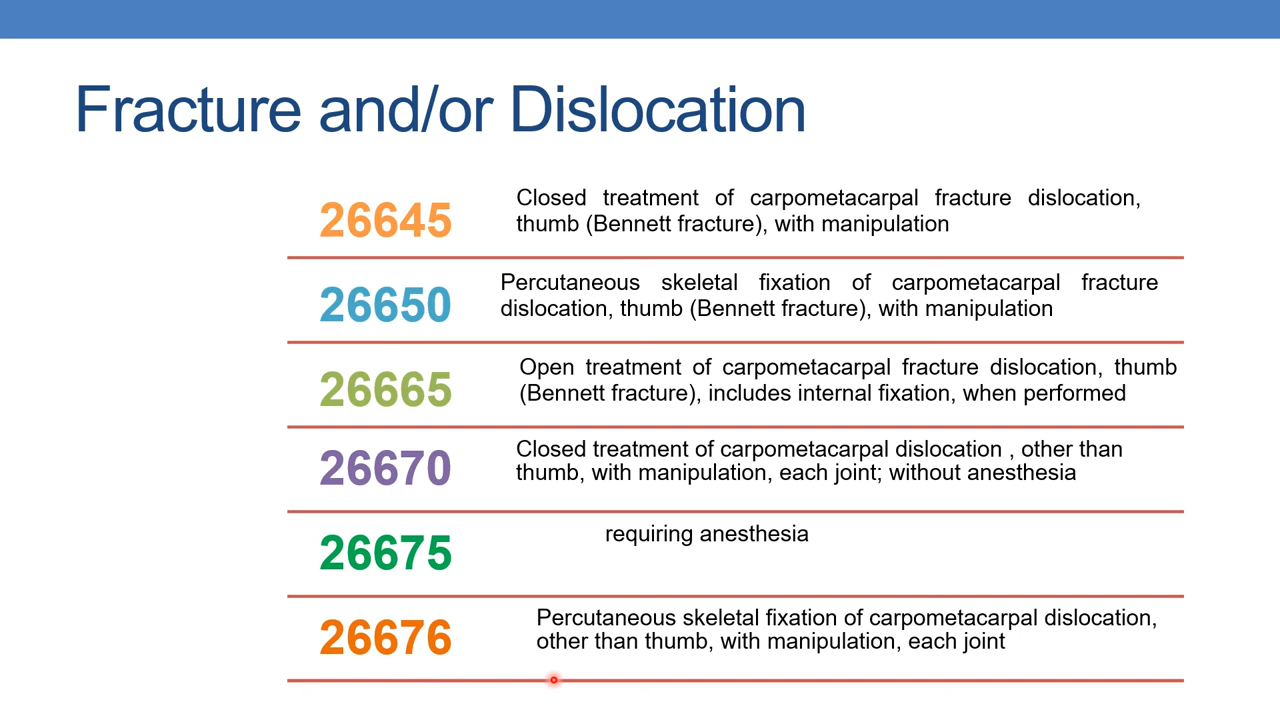 Fracture and/or Dislocation
26645
Closed treatment of carpometacarpal fracture dislocation,
thumb (Bennett fracture), with manipulation
26650
Percutaneous skeletal fixation of carpometacarpal fracture
dislocation, thumb (Bennett fracture), with manipulation
26665
Open treatment of carpometacarpal fracture dislocation, thumb
(Bennett fracture), includes internal fixation, when performed
26670
Closed treatment of carpometacarpal dislocation , other than
thumb, with manipulation, each joint; without anesthesia
26675
requiring anesthesia
26676
Percutaneous skeletal fixation of carpometacarpal dislocation,
other than thumb, with manipulation, each joint